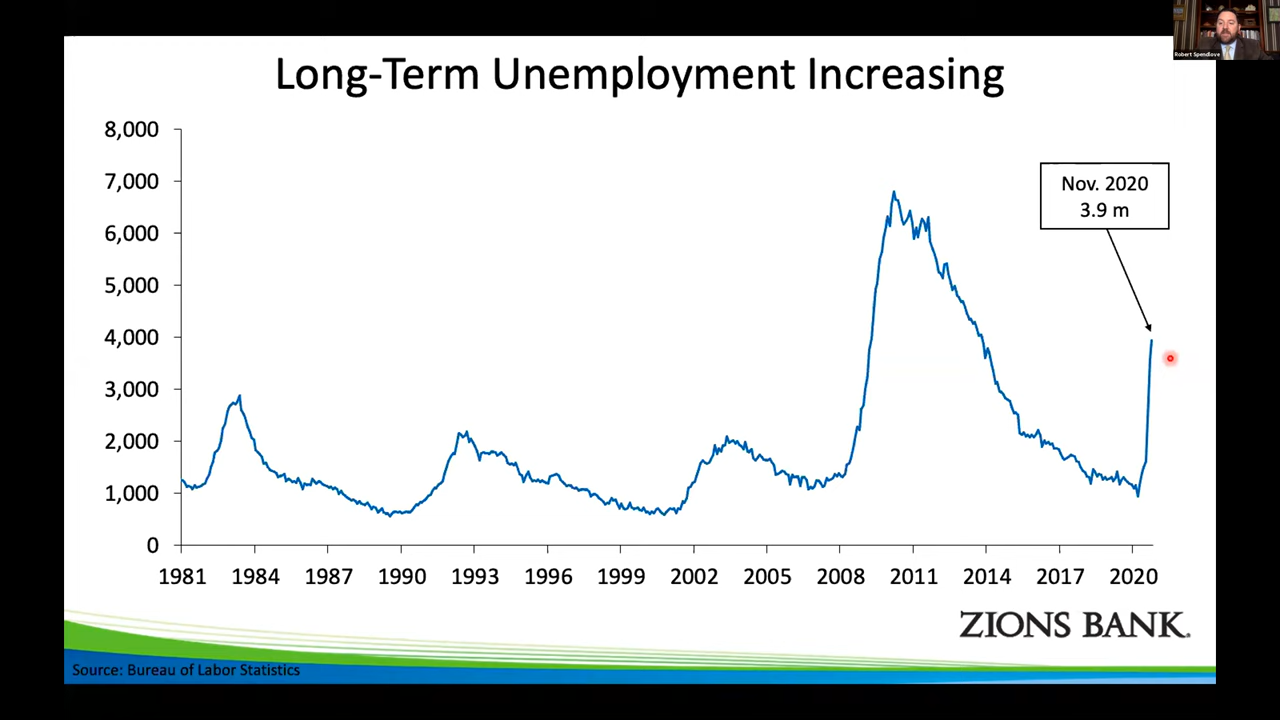 Robert Spendlove
Long-Term Unemployment Increasing
8,000
7,000
6,000
5,000
4,000
3,000
2,000
1,000
0
Nov. 2020
3.9 m
1981 1984 1987 1990 1993 1996 1999 2002 2005 2008 2011 2014 2017 2020
ZIONS BANK.
Source: Bureau of Labor Statistics